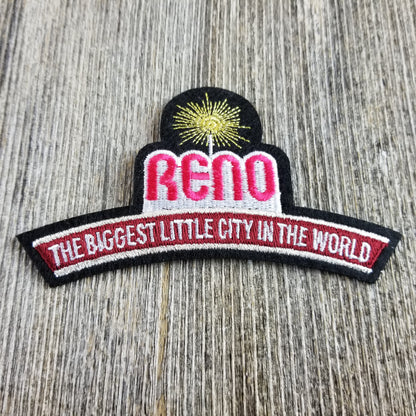 RENO
THE BIGGEST LITTLE CITY IN THE WORLD